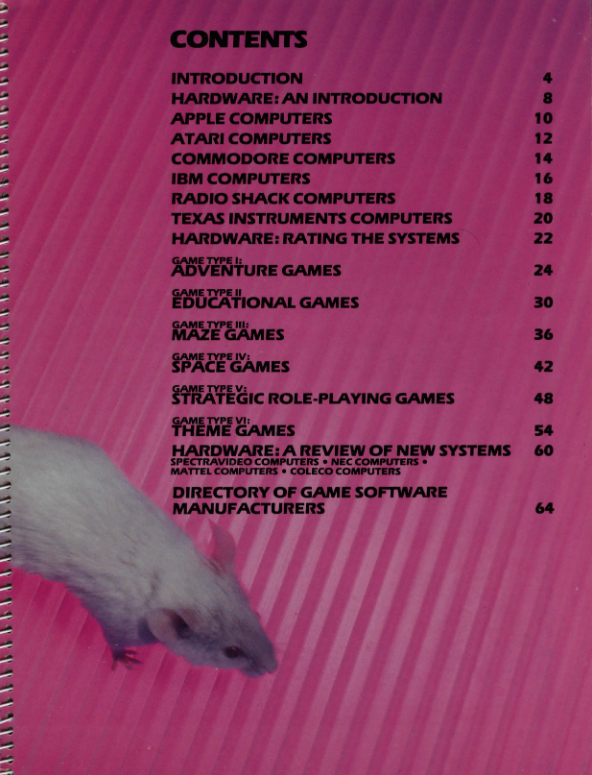 CONTENTS
INTRODUCTION 4
HARDWARE: AN INTRODUCTION 8
APPLE COMPUTERS 10
ATARI COMPUTERS 12
COMMODORE COMPUTERS 14
IBM COMPUTERS 16
RADIO SHACK COMPUTERS 18
TEXAS INSTRUMENTS COMPUTERS 20
HARDWARE: RATING THE SYSTEMS 22
GAME TYPE I:
ADVENTURE GAMES 24
GAME TYPE II
EDUCATIONAL GAMES 30
GAME TYPE III:
MAZE GAMES 36
GAME TYPE IV:
SPACE GAMES 42
GAME TYPE V:
STRATEGIC ROLE-PLAYING GAMES 48
GAME TYPE VI:
THEME GAMES 54
HARDWARE: A REVIEW OF NEW SYSTEMS 60
SPECTRAVIDEO COMPUTERS • NEC COMPUTERS •
MATTEL COMPUTERS • COLECO COMPUTERS
DIRECTORY OF GAME SOFTWARE
MANUFACTURERS 64